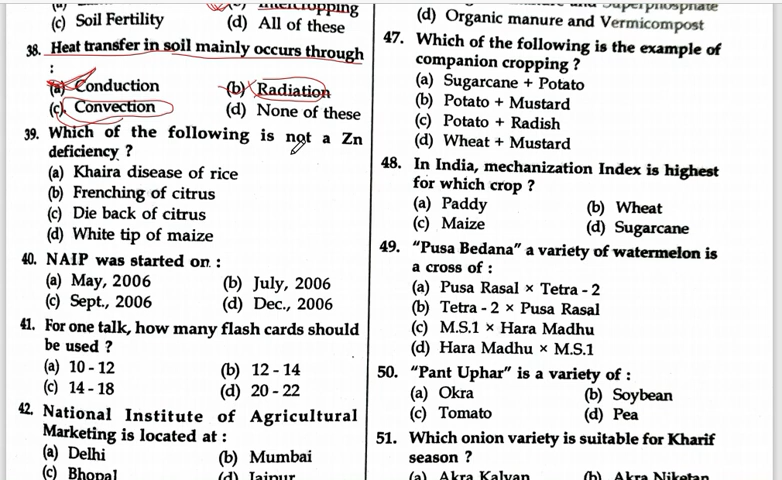 (c) Soil Fertility (d) All of these
38. Heat transfer in soil mainly occurs through
:
(a) Conduction (b) Radiation
(c) Convection (d) None of these
39. Which of the following is not a Zn
deficiency ?
(a) Khaira disease of rice
(b) Frenching of citrus
(c) Die back of citrus
(d) White tip of maize
40. NAIP was started on :
(a) May, 2006 (b) July, 2006
(c) Sept., 2006 (d) Dec., 2006
41. For one talk, how many flash cards should
be used ?
(a) 10 - 12 (b) 12 - 14
(c) 14 - 18 (d) 20 - 22
42. National Institute of Agricultural
Marketing is located at :
(a) Delhi (b) Mumbai
(c) Bhopal (d) Jaipur
(d) Organic manure and Vermicompost
47. Which of the following is the example of
companion cropping ?
(a) Sugarcane + Potato
(b) Potato + Mustard
(c) Potato + Radish
(d) Wheat + Mustard
48. In India, mechanization Index is highest
for which crop ?
(a) Paddy (b) Wheat
(c) Maize (d) Sugarcane
49. “Pusa Bedana” a variety of watermelon is
a cross of :
(a) Pusa Rasal × Tetra - 2
(b) Tetra - 2 × Pusa Rasal
(c) M.S.1 × Hara Madhu
(d) Hara Madhu × M.S.1
50. “Pant Uphar” is a variety of :
(a) Okra (b) Soybean
(c) Tomato (d) Pea
51. Which onion variety is suitable for Kharif
season ?
(a) Akra Kalyan (b) Akra Niketan